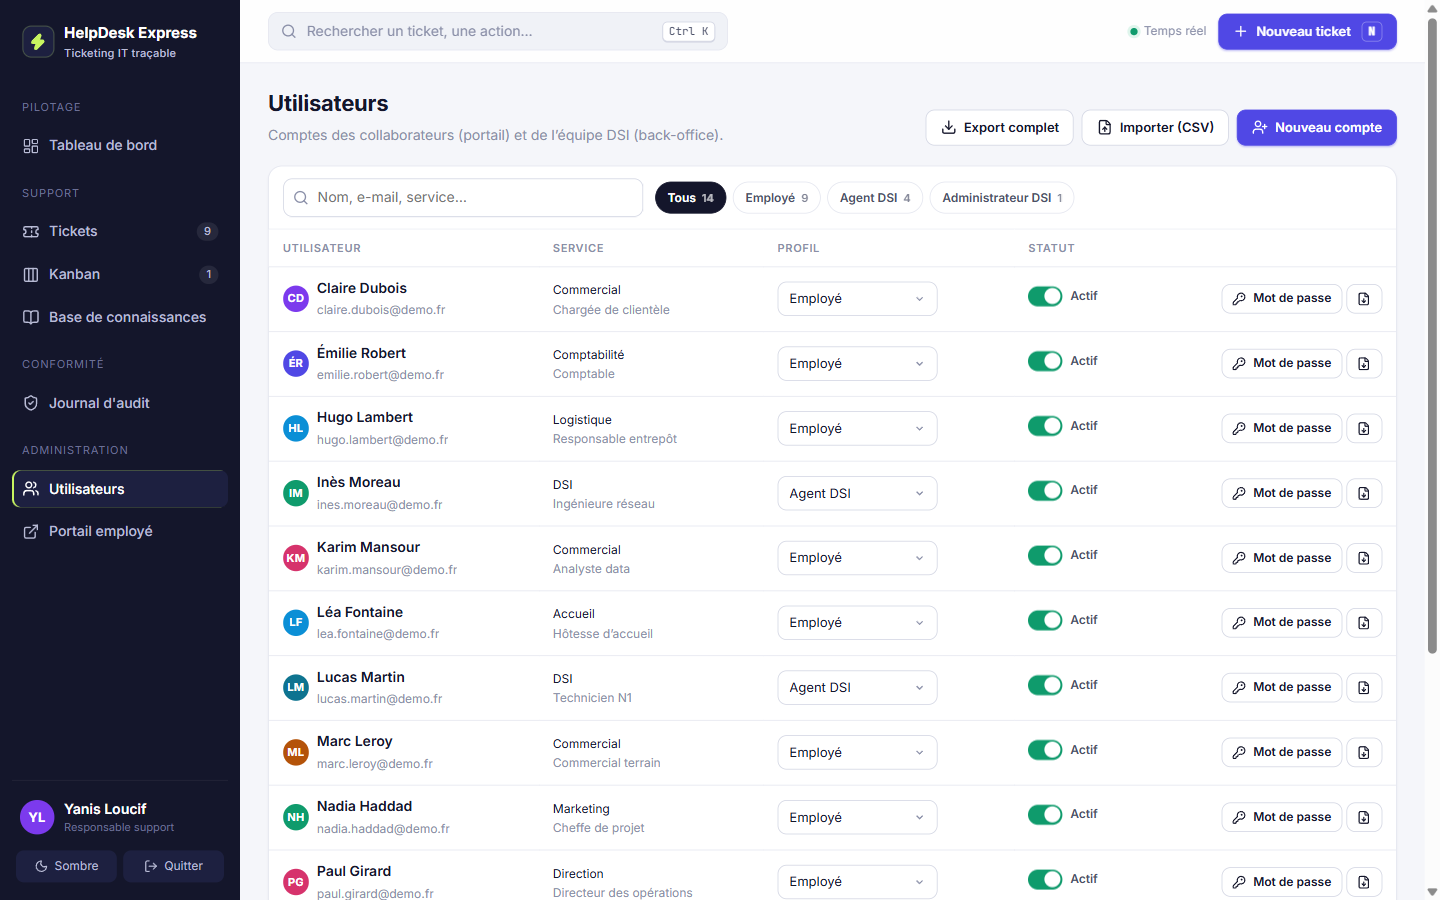 HelpDesk Express
Ticketing IT traçable
PILOTAGE
Tableau de bord
SUPPORT
Tickets 9
Kanban 1
Base de connaissances
CONFORMITÉ
Journal d'audit
ADMINISTRATION
Utilisateurs
Portail employé
YL
Yanis Loucif
Responsable support
Sombre
Quitter
Rechercher un ticket, une action... Ctrl K
Temps réel
Nouveau ticket N
Utilisateurs
Comptes des collaborateurs (portail) et de l'équipe DSI (back-office).
Export complet
Importer (CSV)
Nouveau compte
Nom, e-mail, service...
Tous 14
Employé 9
Agent DSI 4
Administrateur DSI 1
UTILISATEUR SERVICE PROFIL STATUT
CD
Claire Dubois
claire.dubois@demo.fr
Commercial
Chargée de clientèle
Employé
Actif
Mot de passe
ÉR
Émilie Robert
emilie.robert@demo.fr
Comptabilité
Comptable
Employé
Actif
Mot de passe
HL
Hugo Lambert
hugo.lambert@demo.fr
Logistique
Responsable entrepôt
Employé
Actif
Mot de passe
IM
Inès Moreau
ines.moreau@demo.fr
DSI
Ingénieure réseau
Agent DSI
Actif
Mot de passe
KM
Karim Mansour
karim.mansour@demo.fr
Commercial
Analyste data
Employé
Actif
Mot de passe
LF
Léa Fontaine
lea.fontaine@demo.fr
Accueil
Hôtesse d'accueil
Employé
Actif
Mot de passe
LM
Lucas Martin
lucas.martin@demo.fr
DSI
Technicien N1
Agent DSI
Actif
Mot de passe
ML
Marc Leroy
marc.leroy@demo.fr
Commercial
Commercial terrain
Employé
Actif
Mot de passe
NH
Nadia Haddad
nadia.haddad@demo.fr
Marketing
Cheffe de projet
Employé
Actif
Mot de passe
PG
Paul Girard
paul.girard@demo.fr
Direction
Directeur des opérations
Employé
Actif
Mot de passe